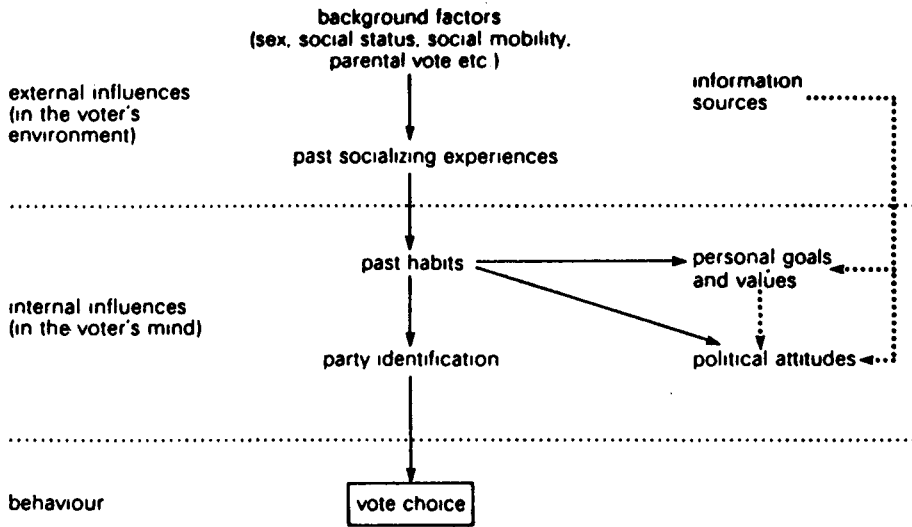 background factors
(sex, social status, social mobility,
parental vote etc )
external influences
(in the voter's
environment)
information
sources
past socializing experiences
past habits
personal goals
and values
internal influences
(in the voter's mind)
party identification
political attitudes
behaviour
vote choice